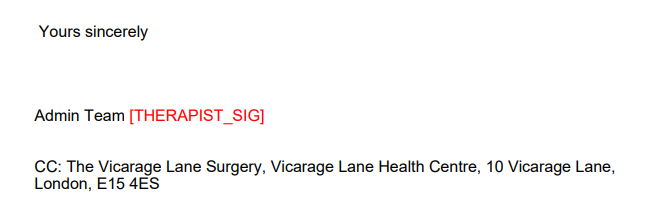 Yours sincerely
Admin Team [THERAPIST_SIG]
CC: The Vicarage Lane Surgery, Vicarage Lane Health Centre, 10 Vicarage Lane,
London, E15 4ES